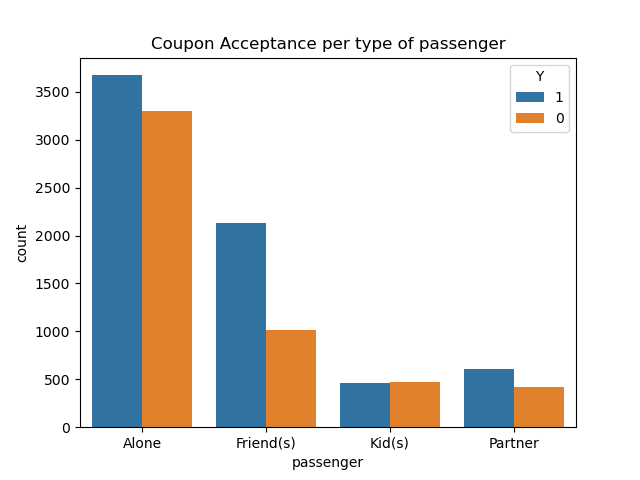 Coupon Acceptance per type of passenger
Y
1
0
3500
3000
2500
2000
1500
1000
500
0
count
Alone Friend(s) Kid(s) Partner
passenger